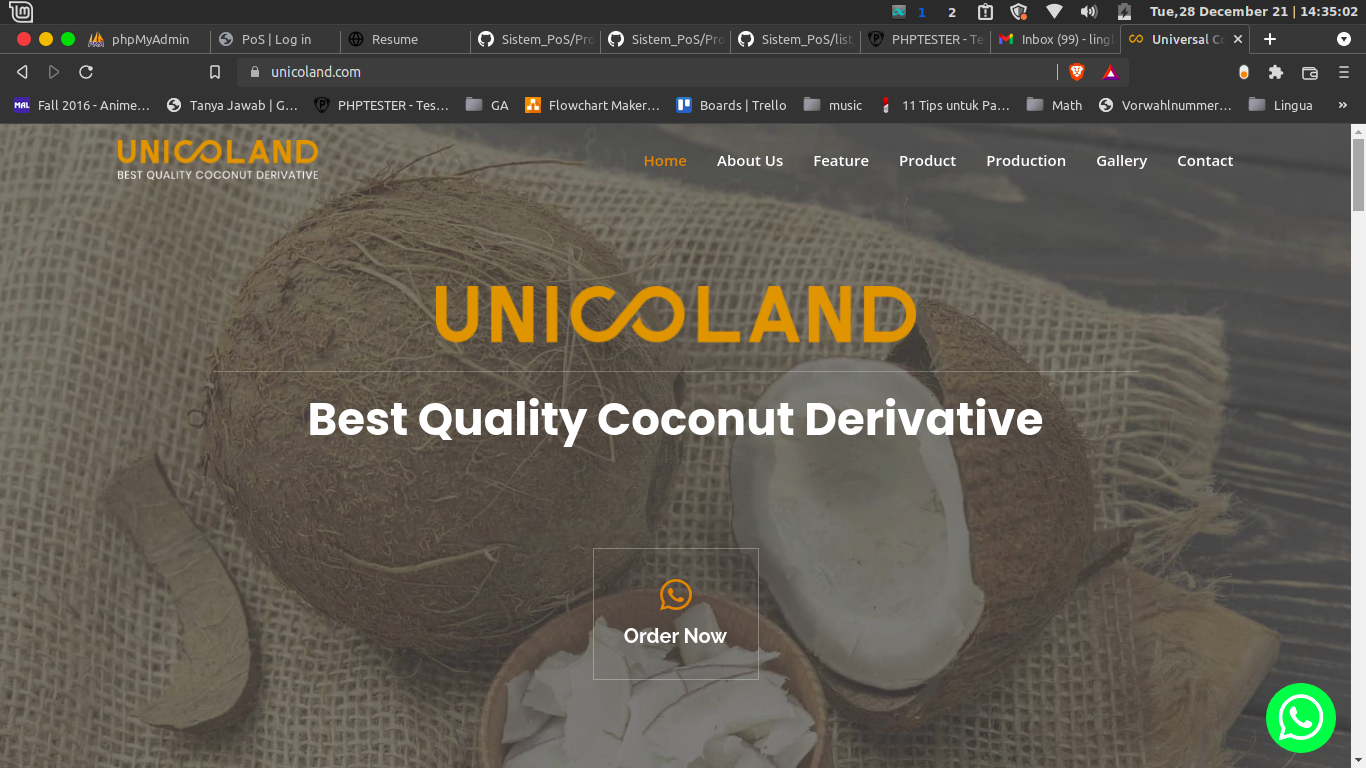 1 2 Tue,28 December 21 | 14:35:02
phpMyAdmin PoS | Log in Resume Sistem_PoS/Pro Sistem_PoS/Pro Sistem_PoS/list PHPTESTER - Te Inbox (99) - ling Universal Co
unicoland.com
MAL Fall 2016 - Anime… Tanya Jawab | G… PHPTESTER - Tes… GA Flowchart Maker… Boards | Trello music 11 Tips untuk Pa… Math Vorwahlnummer… Lingua »
UNICOLAND
BEST QUALITY COCONUT DERIVATIVE
Home About Us Feature Product Production Gallery Contact
UNICOLAND
Best Quality Coconut Derivative
Order Now